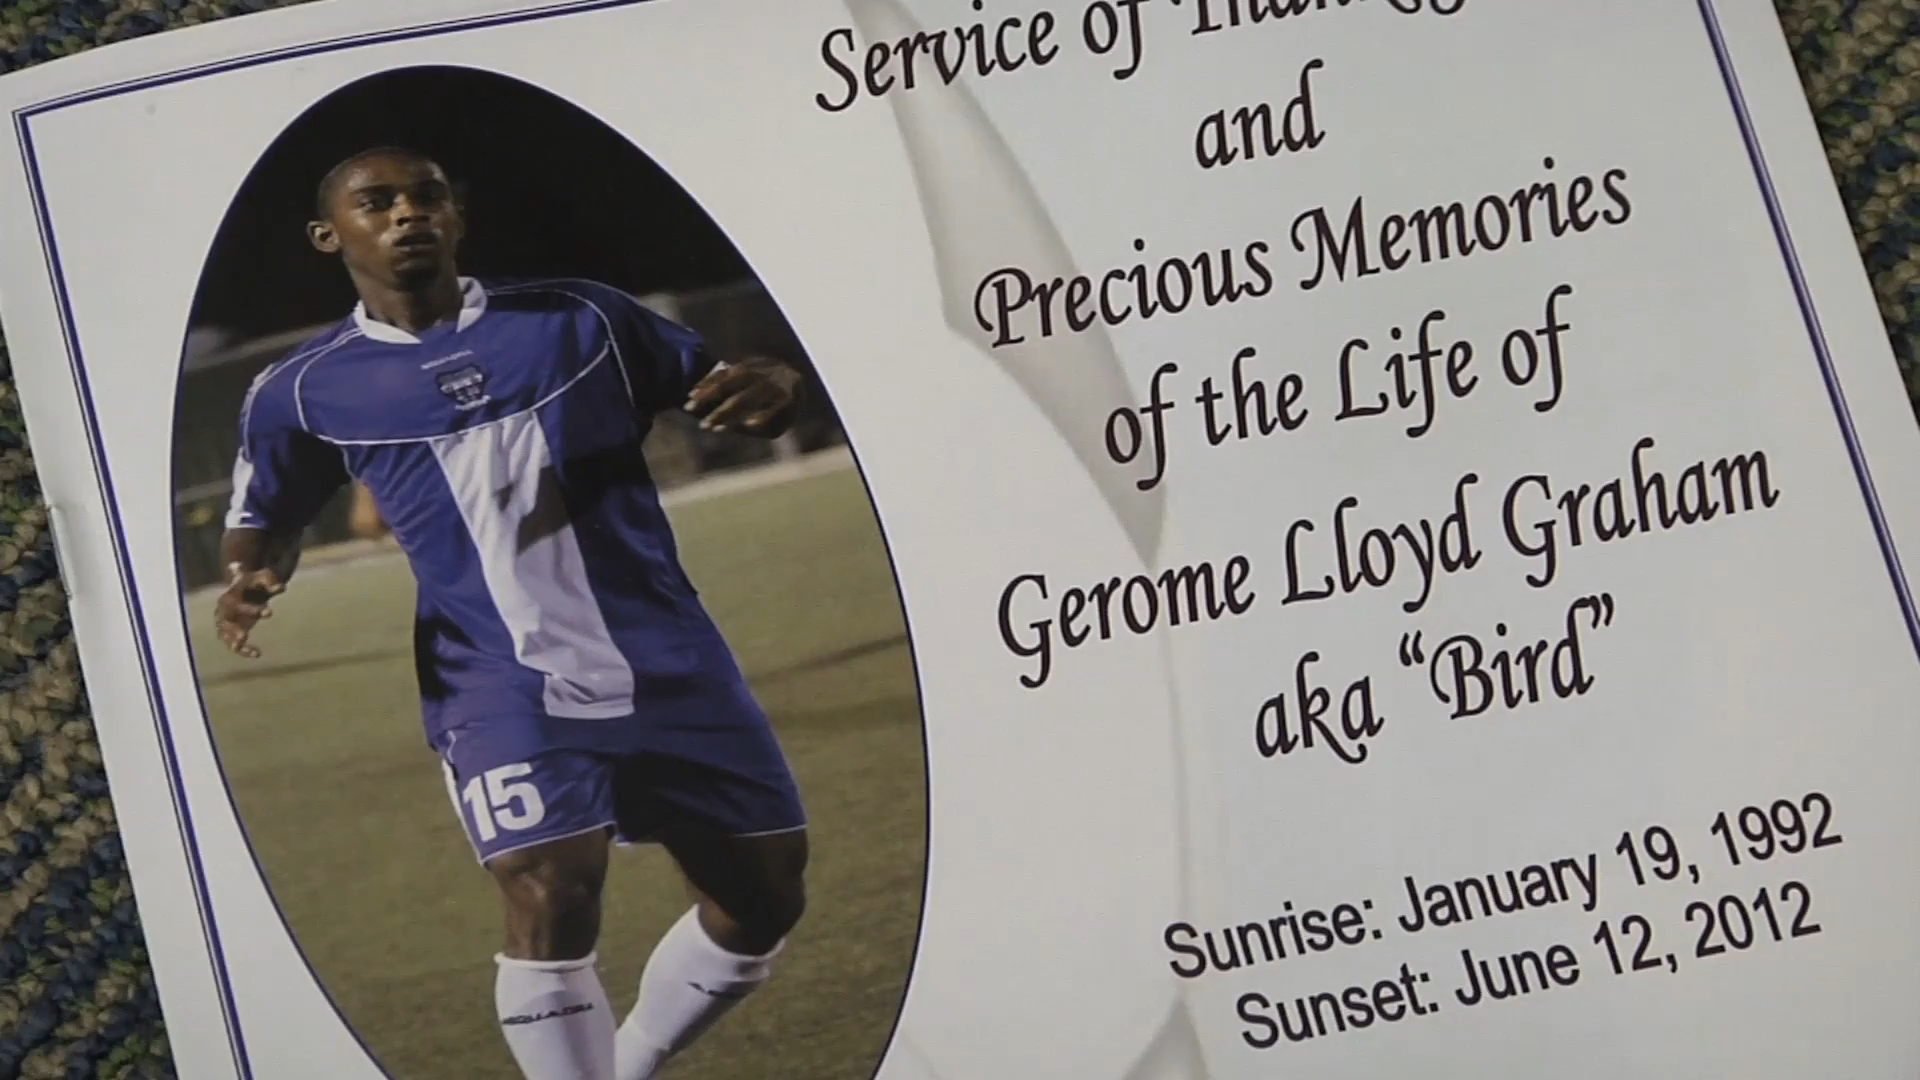 Service of
and
Precious Memories
of the Life of
Gerome Lloyd Graham
aka “Bird”
Sunrise: January 19, 1992
Sunset: June 12, 2012
15